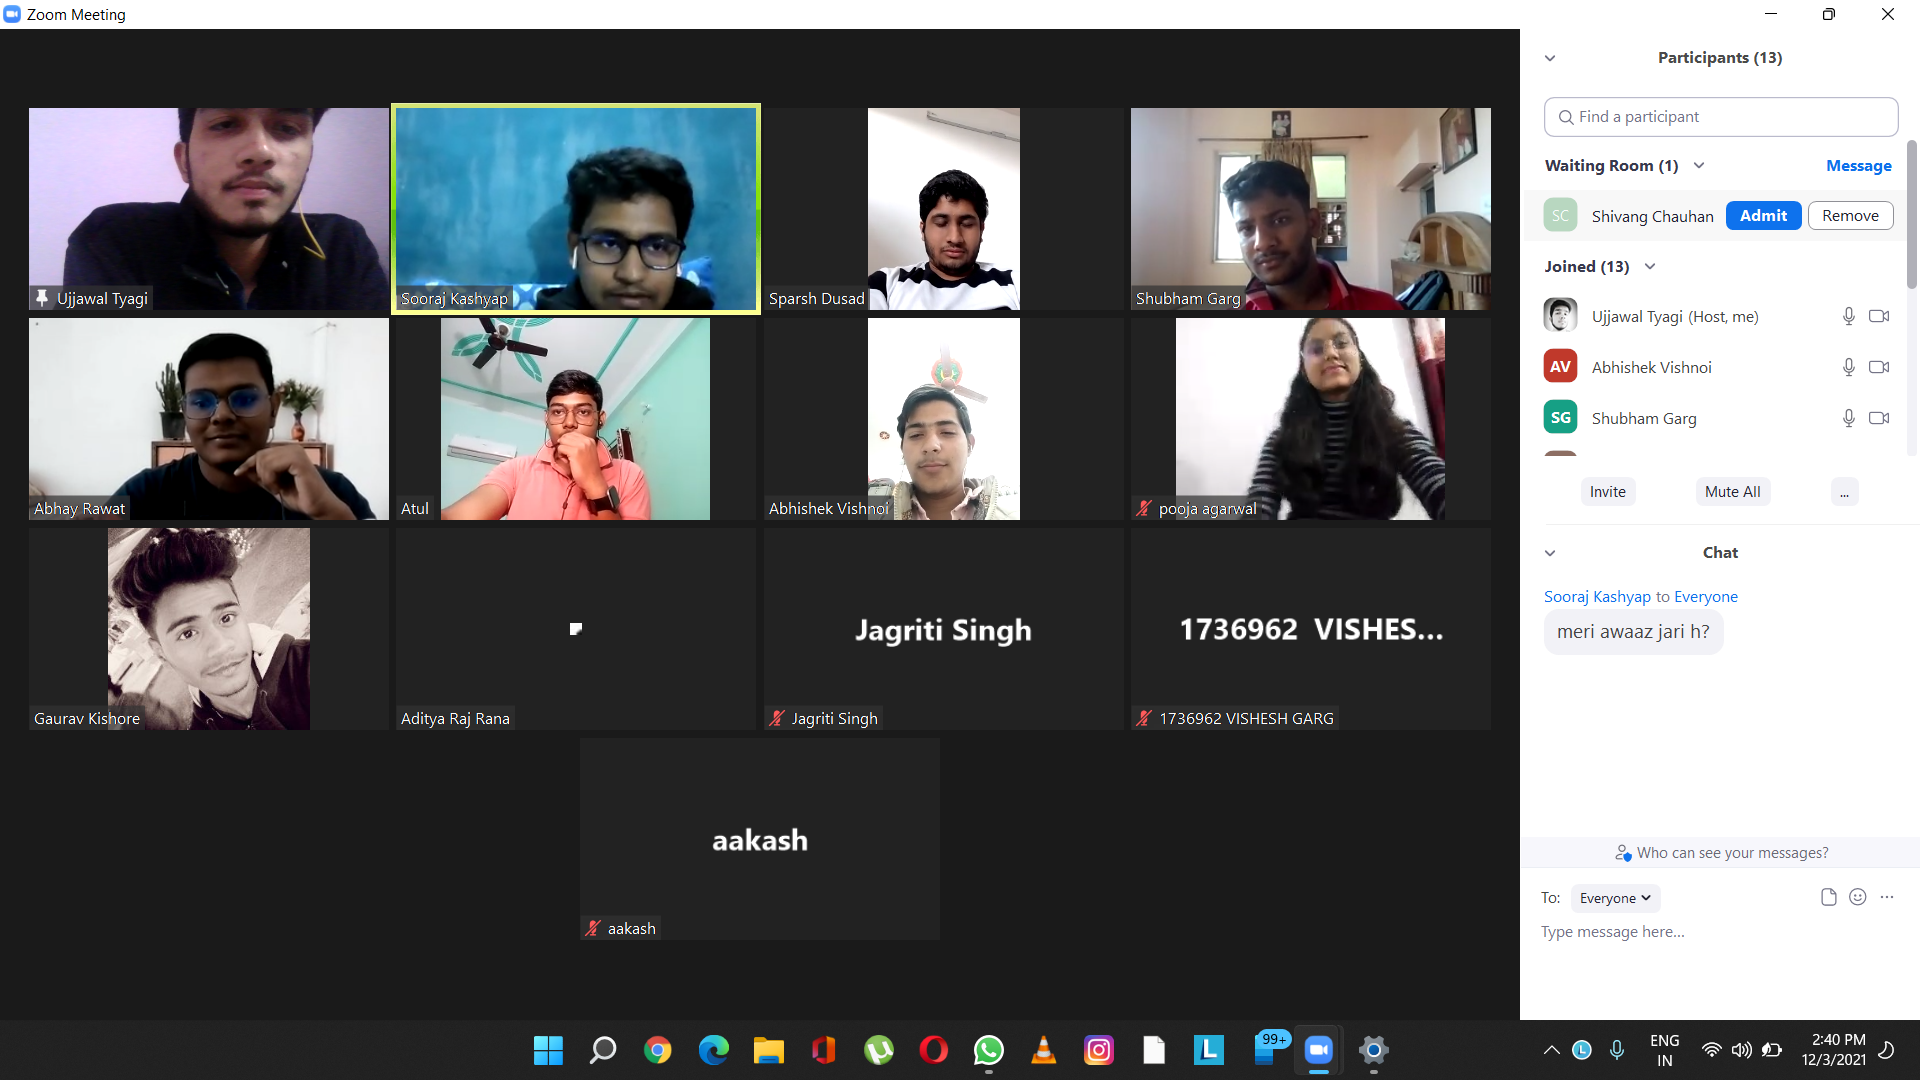 Zoom Meeting
Ujjawal Tyagi
Sooraj Kashyap
Sparsh Dusad
Shubham Garg
Abhay Rawat
Atul
Abhishek Vishnoi
pooja agarwal
Gaurav Kishore
Aditya Raj Rana
Jagriti Singh
Jagriti Singh
1736962 VISHES...
1736962 VISHESH GARG
aakash
aakash
Participants (13)
Find a participant
Waiting Room (1) Message
SC Shivang Chauhan Admit Remove
Joined (13)
Ujjawal Tyagi (Host, me)
AV Abhishek Vishnoi
SG Shubham Garg
Invite Mute All ...
Chat
Sooraj Kashyap to Everyone
meri awaaz jari h?
Who can see your messages?
To: Everyone
Type message here...
L
99+
L
ENG
IN
2:40 PM
12/3/2021